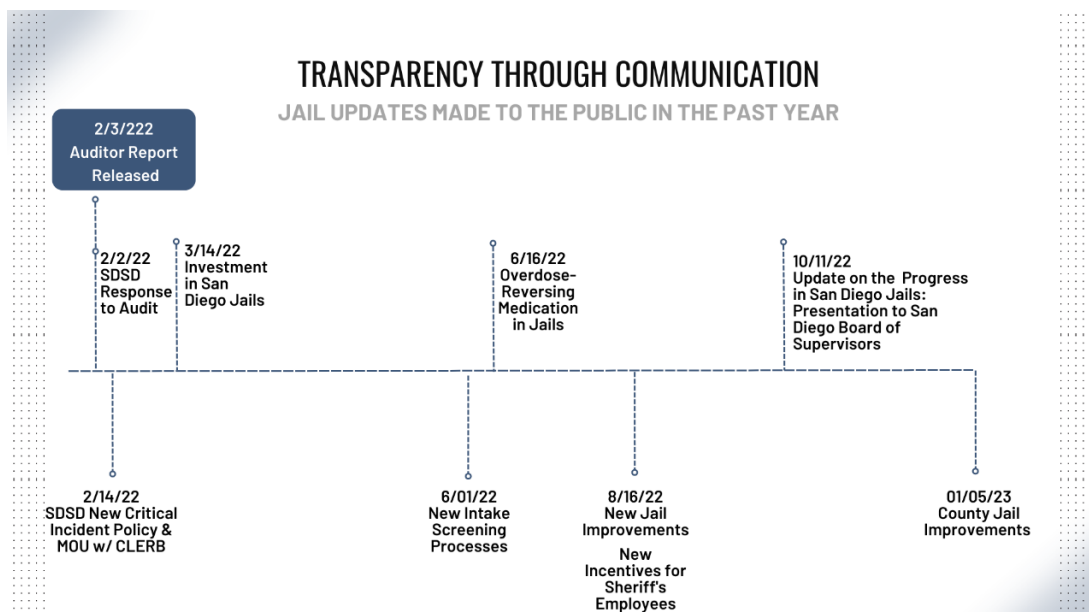 TRANSPARENCY THROUGH COMMUNICATION
JAIL UPDATES MADE TO THE PUBLIC IN THE PAST YEAR
2/3/222
Auditor Report
Released
2/2/22
SDSD
Response
to Audit
3/14/22
Investment
in San
Diego Jails
6/16/22
Overdose-
Reversing
Medication
in Jails
10/11/22
Update on the Progress
in San Diego Jails:
Presentation to San
Diego Board of
Supervisors
2/14/22
SDSD New Critical
Incident Policy &
MOU w/ CLERB
6/01/22
New Intake
Screening
Processes
8/16/22
New Jail
Improvements
New
Incentives for
Sheriff's
Employees
01/05/23
County Jail
Improvements